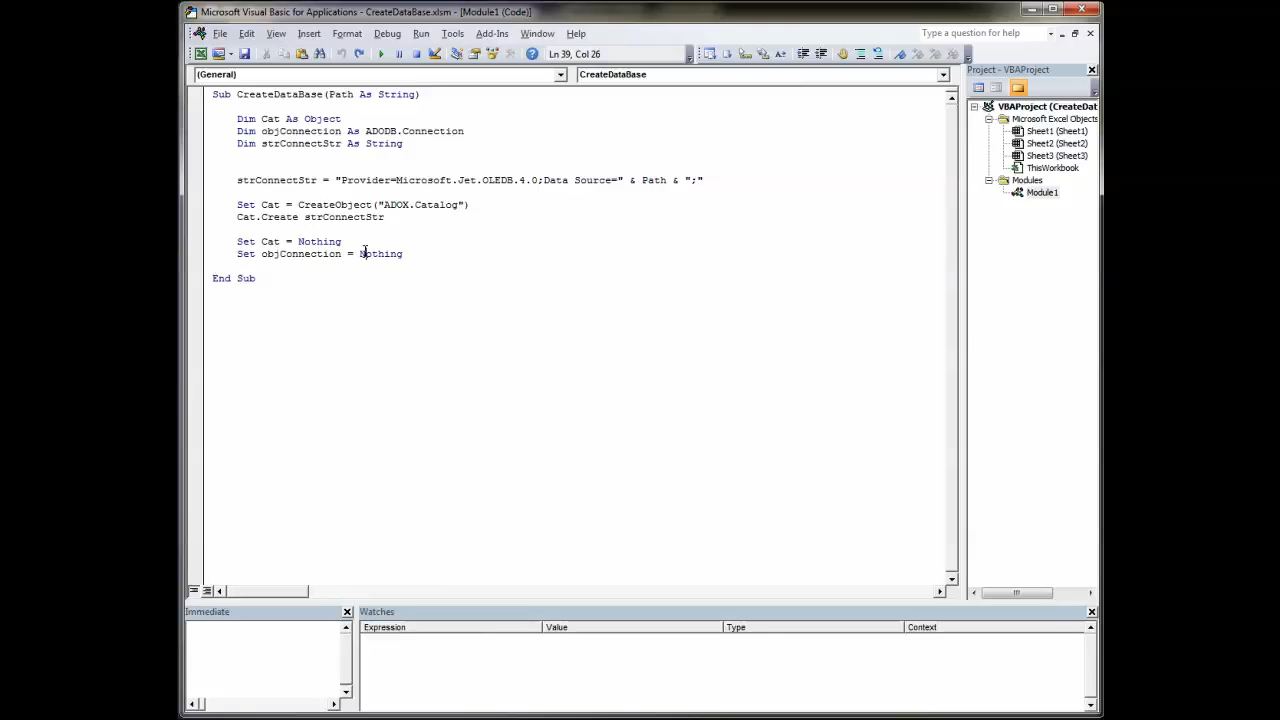 Microsoft Visual Basic for Applications - CreateDataBase.xlsm - [Module1 (Code)]
File Edit View Insert Format Debug Run Tools Add-Ins Window Help
Type a question for help
Ln 39, Col 26
(General)
CreateDataBase
Project - VBAProject
Sub CreateDataBase(Path As String)
Dim Cat As Object
Dim objConnection As ADODB.Connection
Dim strConnectStr As String
strConnectStr = "Provider=Microsoft.Jet.OLEDB.4.0;Data Source=" & Path & ";"
Set Cat = CreateObject("ADOX.Catalog")
Cat.Create strConnectStr
Set Cat = Nothing
Set objConnection = Nothing
End Sub
VBAProject (CreateDat
Microsoft Excel Objects
Sheet1 (Sheet1)
Sheet2 (Sheet2)
Sheet3 (Sheet3)
ThisWorkbook
Modules
Module1
Immediate
Watches
Expression Value Type Context